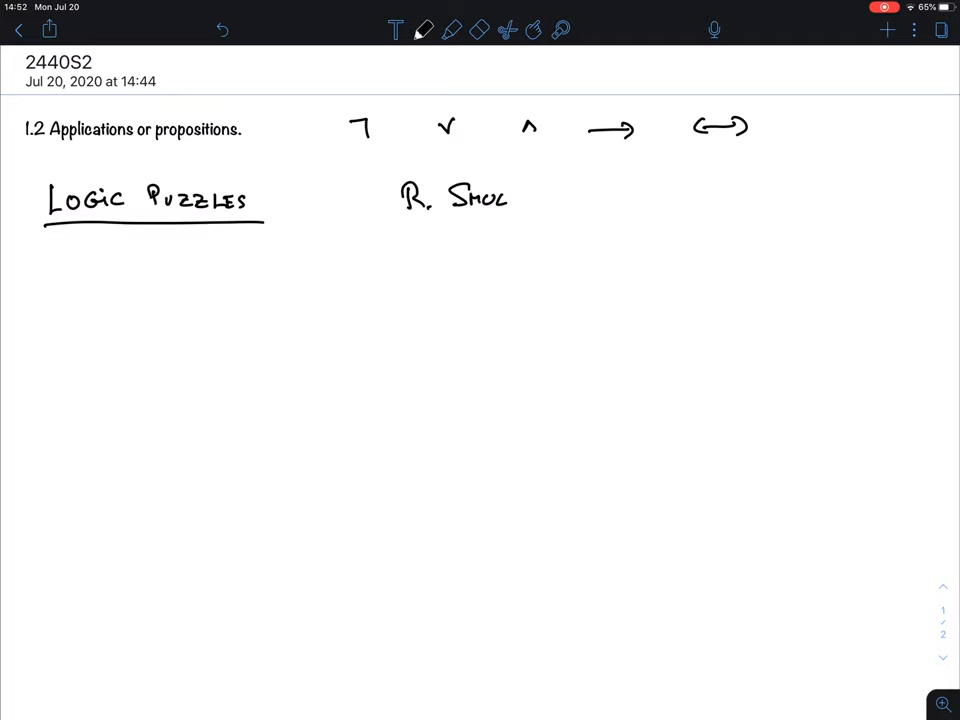 14:52 Mon Jul 20
65%
T
2440S2
Jul 20, 2020 at 14:44
1.2 Applications or propositions. ¬ ∨ ∧ → ↔
LOGIC PUZZLES R. SMUL
1
/
2